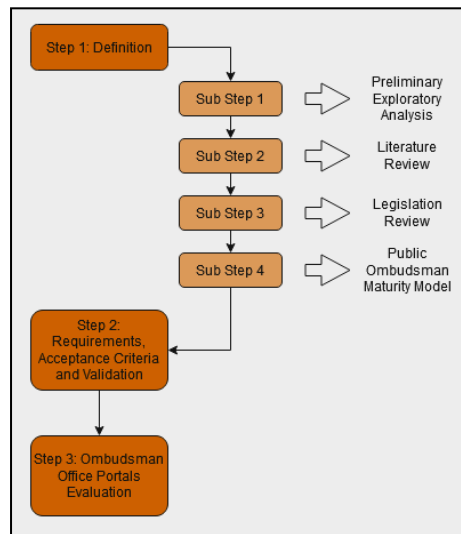 Step 1: Definition
Sub Step 1
Preliminary
Exploratory
Analysis
Sub Step 2
Literature
Review
Sub Step 3
Legislation
Review
Sub Step 4
Public
Ombudsman
Maturity Model
Step 2:
Requirements,
Acceptance Criteria
and Validation
Step 3: Ombudsman
Office Portals
Evaluation